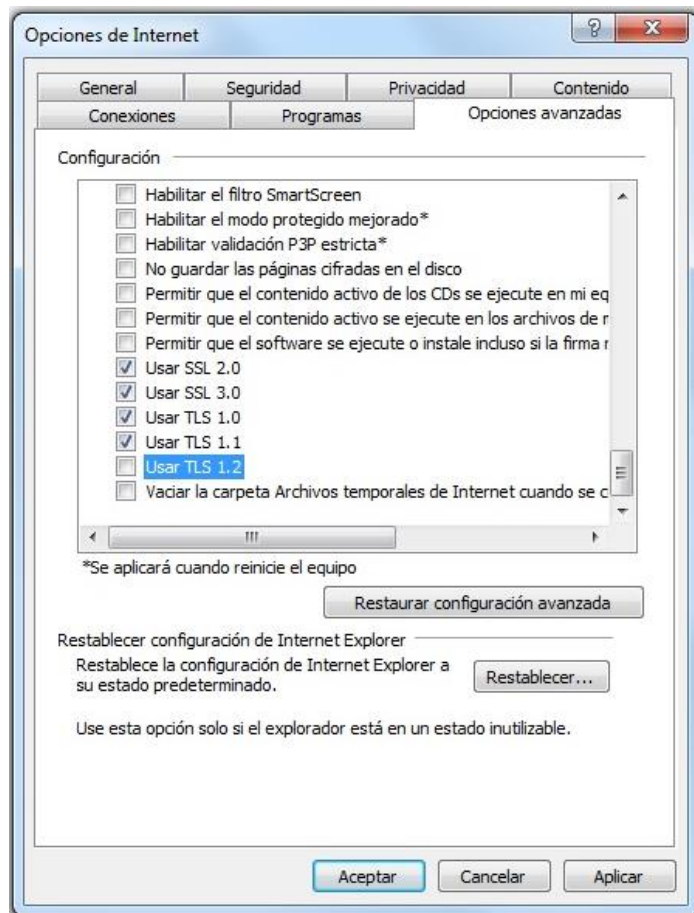 Opciones de Internet
General Seguridad Privacidad Contenido
Conexiones Programas Opciones avanzadas
Configuración
Habilitar el filtro SmartScreen
Habilitar el modo protegido mejorado*
Habilitar validación P3P estricta*
No guardar las páginas cifradas en el disco
Permitir que el contenido activo de los CDs se ejecute en mi eq
Permitir que el contenido activo se ejecute en los archivos de
Permitir que el software se ejecute o instale incluso si la firma
Usar SSL 2.0
Usar SSL 3.0
Usar TLS 1.0
Usar TLS 1.1
Usar TLS 1.2
Vaciar la carpeta Archivos temporales de Internet cuando se c
*Se aplicará cuando reinicie el equipo
Restaurar configuración avanzada
Restablecer configuración de Internet Explorer
Restablece la configuración de Internet Explorer a
su estado predeterminado.
Restablecer...
Use esta opción solo si el explorador está en un estado inutilizable.
Aceptar Cancelar Aplicar